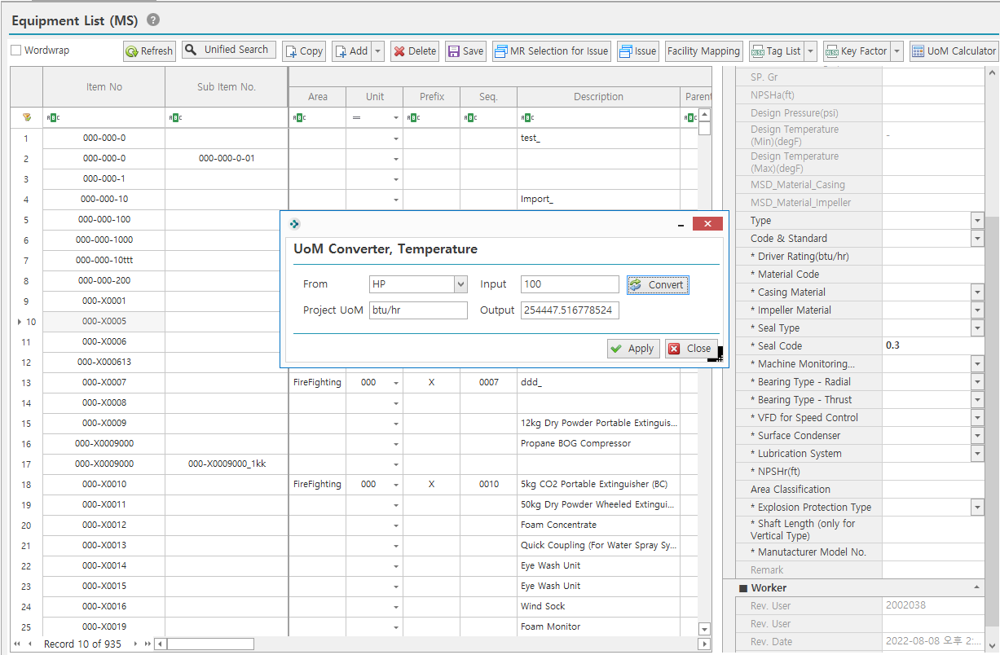 Equipment List (MS) ?
Wordwrap Refresh Unified Search Copy Add Delete Save MR Selection for Issue Issue Facility Mapping Tag List Key Factor UoM Calculator
Item No Sub Item No. Area Unit Prefix Seq. Description Parent
=
1 000-000-0 test_
2 000-000-0 000-000-0-01
3 000-000-1
4 000-000-10 Import_
5 000-000-100
6 000-000-1000
7 000-000-10ttt
8 000-000-200
9 000-X0001
10 000-X0005
11 000-X0006
12 000-X000613
13 000-X0007 FireFighting 000 X 0007 ddd_
14 000-X0008
15 000-X0009 12kg Dry Powder Portable Extinguis...
16 000-X0009000 Propane BOG Compressor
17 000-X0009000 000-X0009000_1kk
18 000-X0010 FireFighting 000 X 0010 5kg CO2 Portable Extinguisher (BC)
19 000-X0011 50kg Dry Powder Wheeled Extingui...
20 000-X0012 Foam Concentrate
21 000-X0013 Quick Coupling (For Water Spray Sy...
22 000-X0014 Eye Wash Unit
23 000-X0015 Eye Wash Unit
24 000-X0016 Wind Sock
25 000-X0019 Foam Monitor
Record 10 of 935
UoM Converter, Temperature
From HP Input 100 Convert
Project UoM btu/hr Output 254447.516778524
Apply Close
SP. Gr
NPSHa(ft)
Design Pressure(psi)
Design Temperature
(Min)(degF) -
Design Temperature
(Max)(degF)
MSD_Material_Casing
MSD_Material_Impeller
Type
Code & Standard
* Driver Rating(btu/hr)
* Material Code
* Casing Material
* Impeller Material
* Seal Type
* Seal Code 0.3
* Machine Monitoring...
* Bearing Type - Radial
* Bearing Type - Thrust
* VFD for Speed Control
* Surface Condenser
* Lubrication System
* NPSHr(ft)
Area Classification
* Explosion Protection Type
* Shaft Length (only for
Vertical Type)
* Manutacturer Model No.
Remark
Worker
Rev. User 2002038
Rev. User
Rev. Date 2022-08-08 오후 2:...